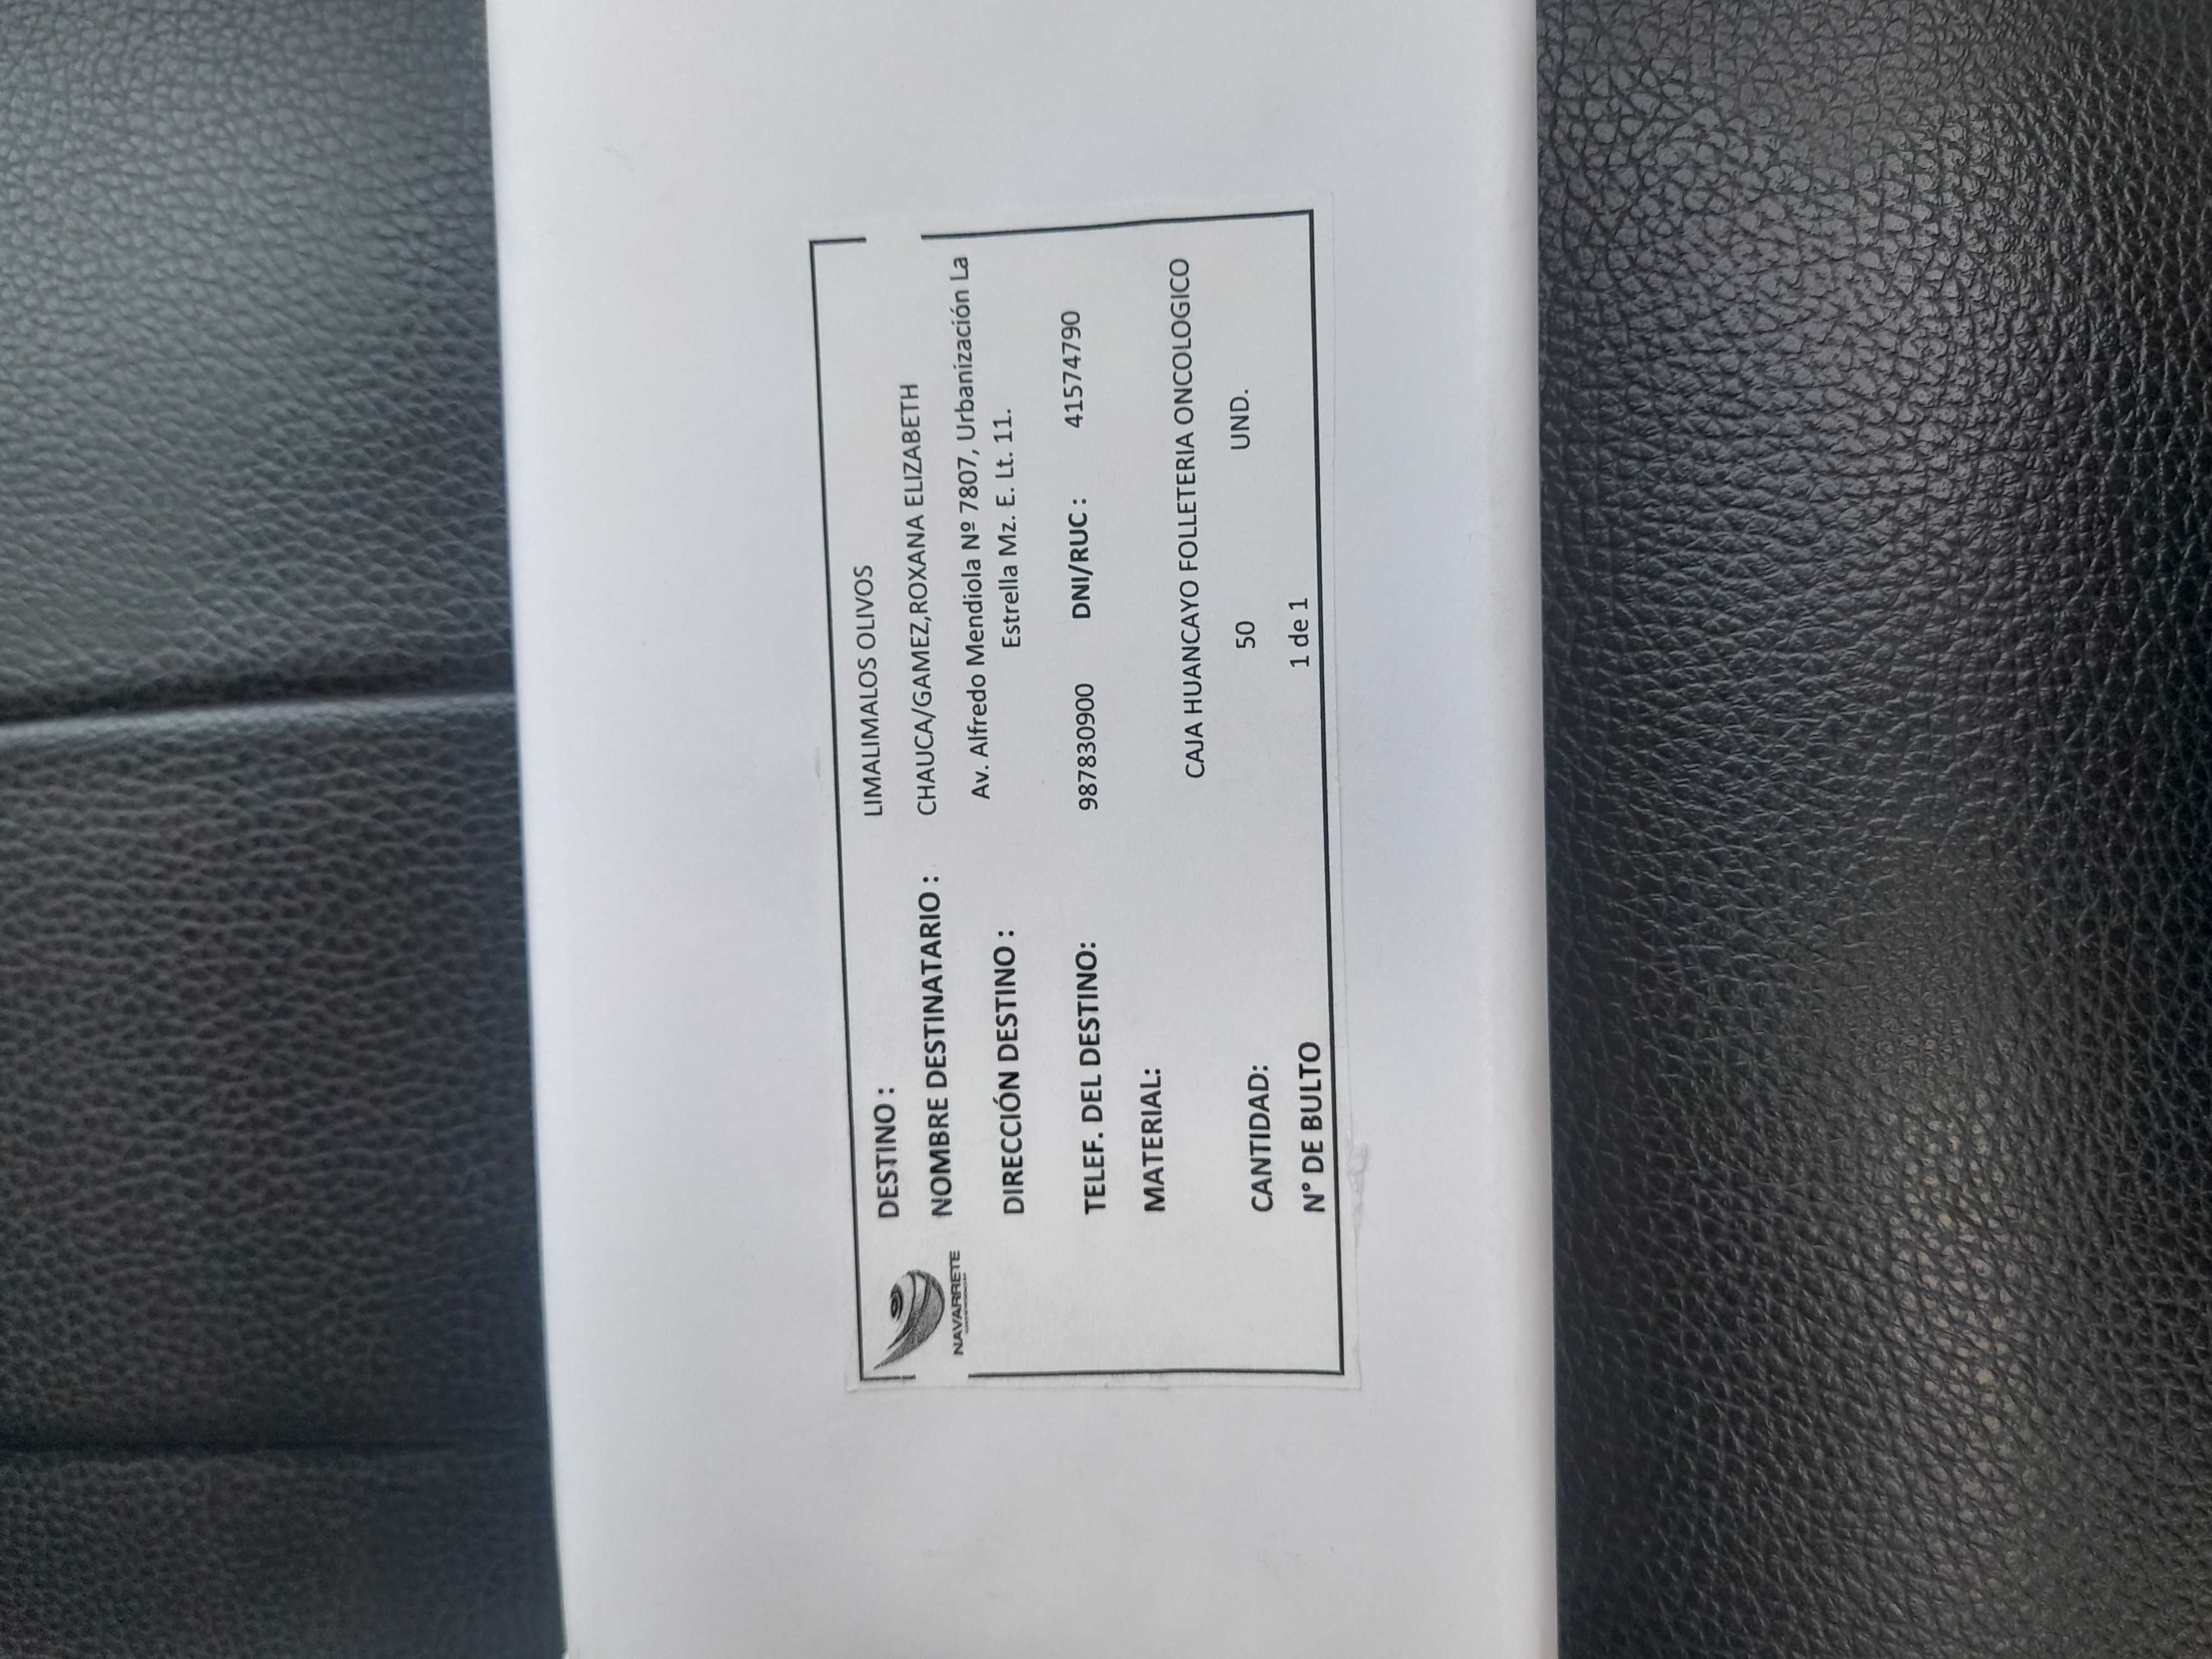 NAVARRETE
DESTINO : LIMALIMALOS OLIVOS
NOMBRE DESTINATARIO : CHAUCA/GAMEZ,ROXANA ELIZABETH
DIRECCIÓN DESTINO : Av. Alfredo Mendiola Nº 7807, Urbanización La
Estrella Mz. E. Lt. 11.
TELEF. DEL DESTINO: 987830900 DNI/RUC : 41574790
MATERIAL:
CAJA HUANCAYO FOLLETERIA ONCOLOGICO
CANTIDAD: 50 UND.
N° DE BULTO 1 de 1